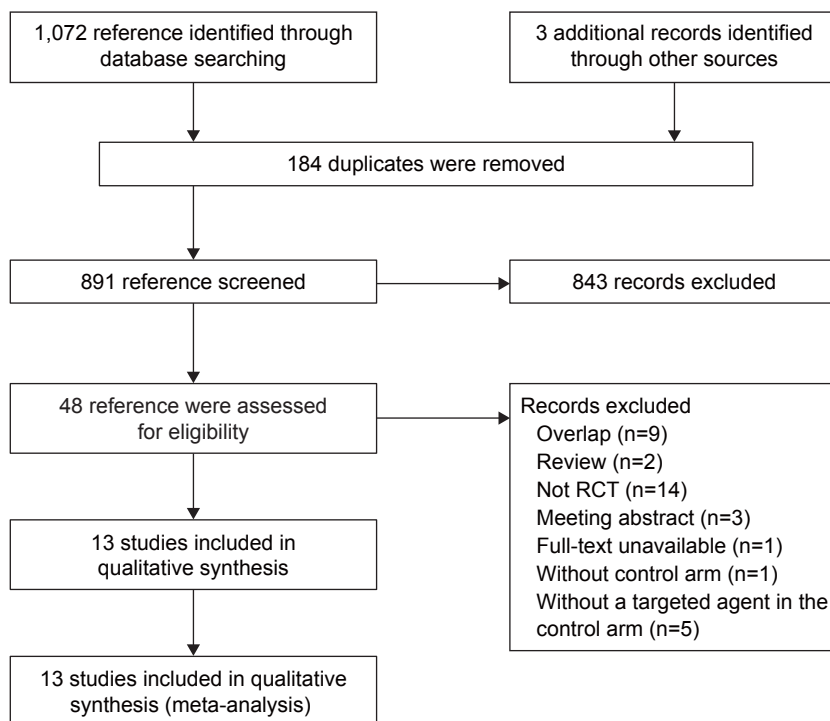 1,072 reference identified through
database searching
3 additional records identified
through other sources
184 duplicates were removed
891 reference screened
843 records excluded
48 reference were assessed
for eligibility
Records excluded
Overlap (n=9)
Review (n=2)
Not RCT (n=14)
Meeting abstract (n=3)
Full-text unavailable (n=1)
Without control arm (n=1)
Without a targeted agent in the
control arm (n=5)
13 studies included in
qualitative synthesis
13 studies included in qualitative
synthesis (meta-analysis)